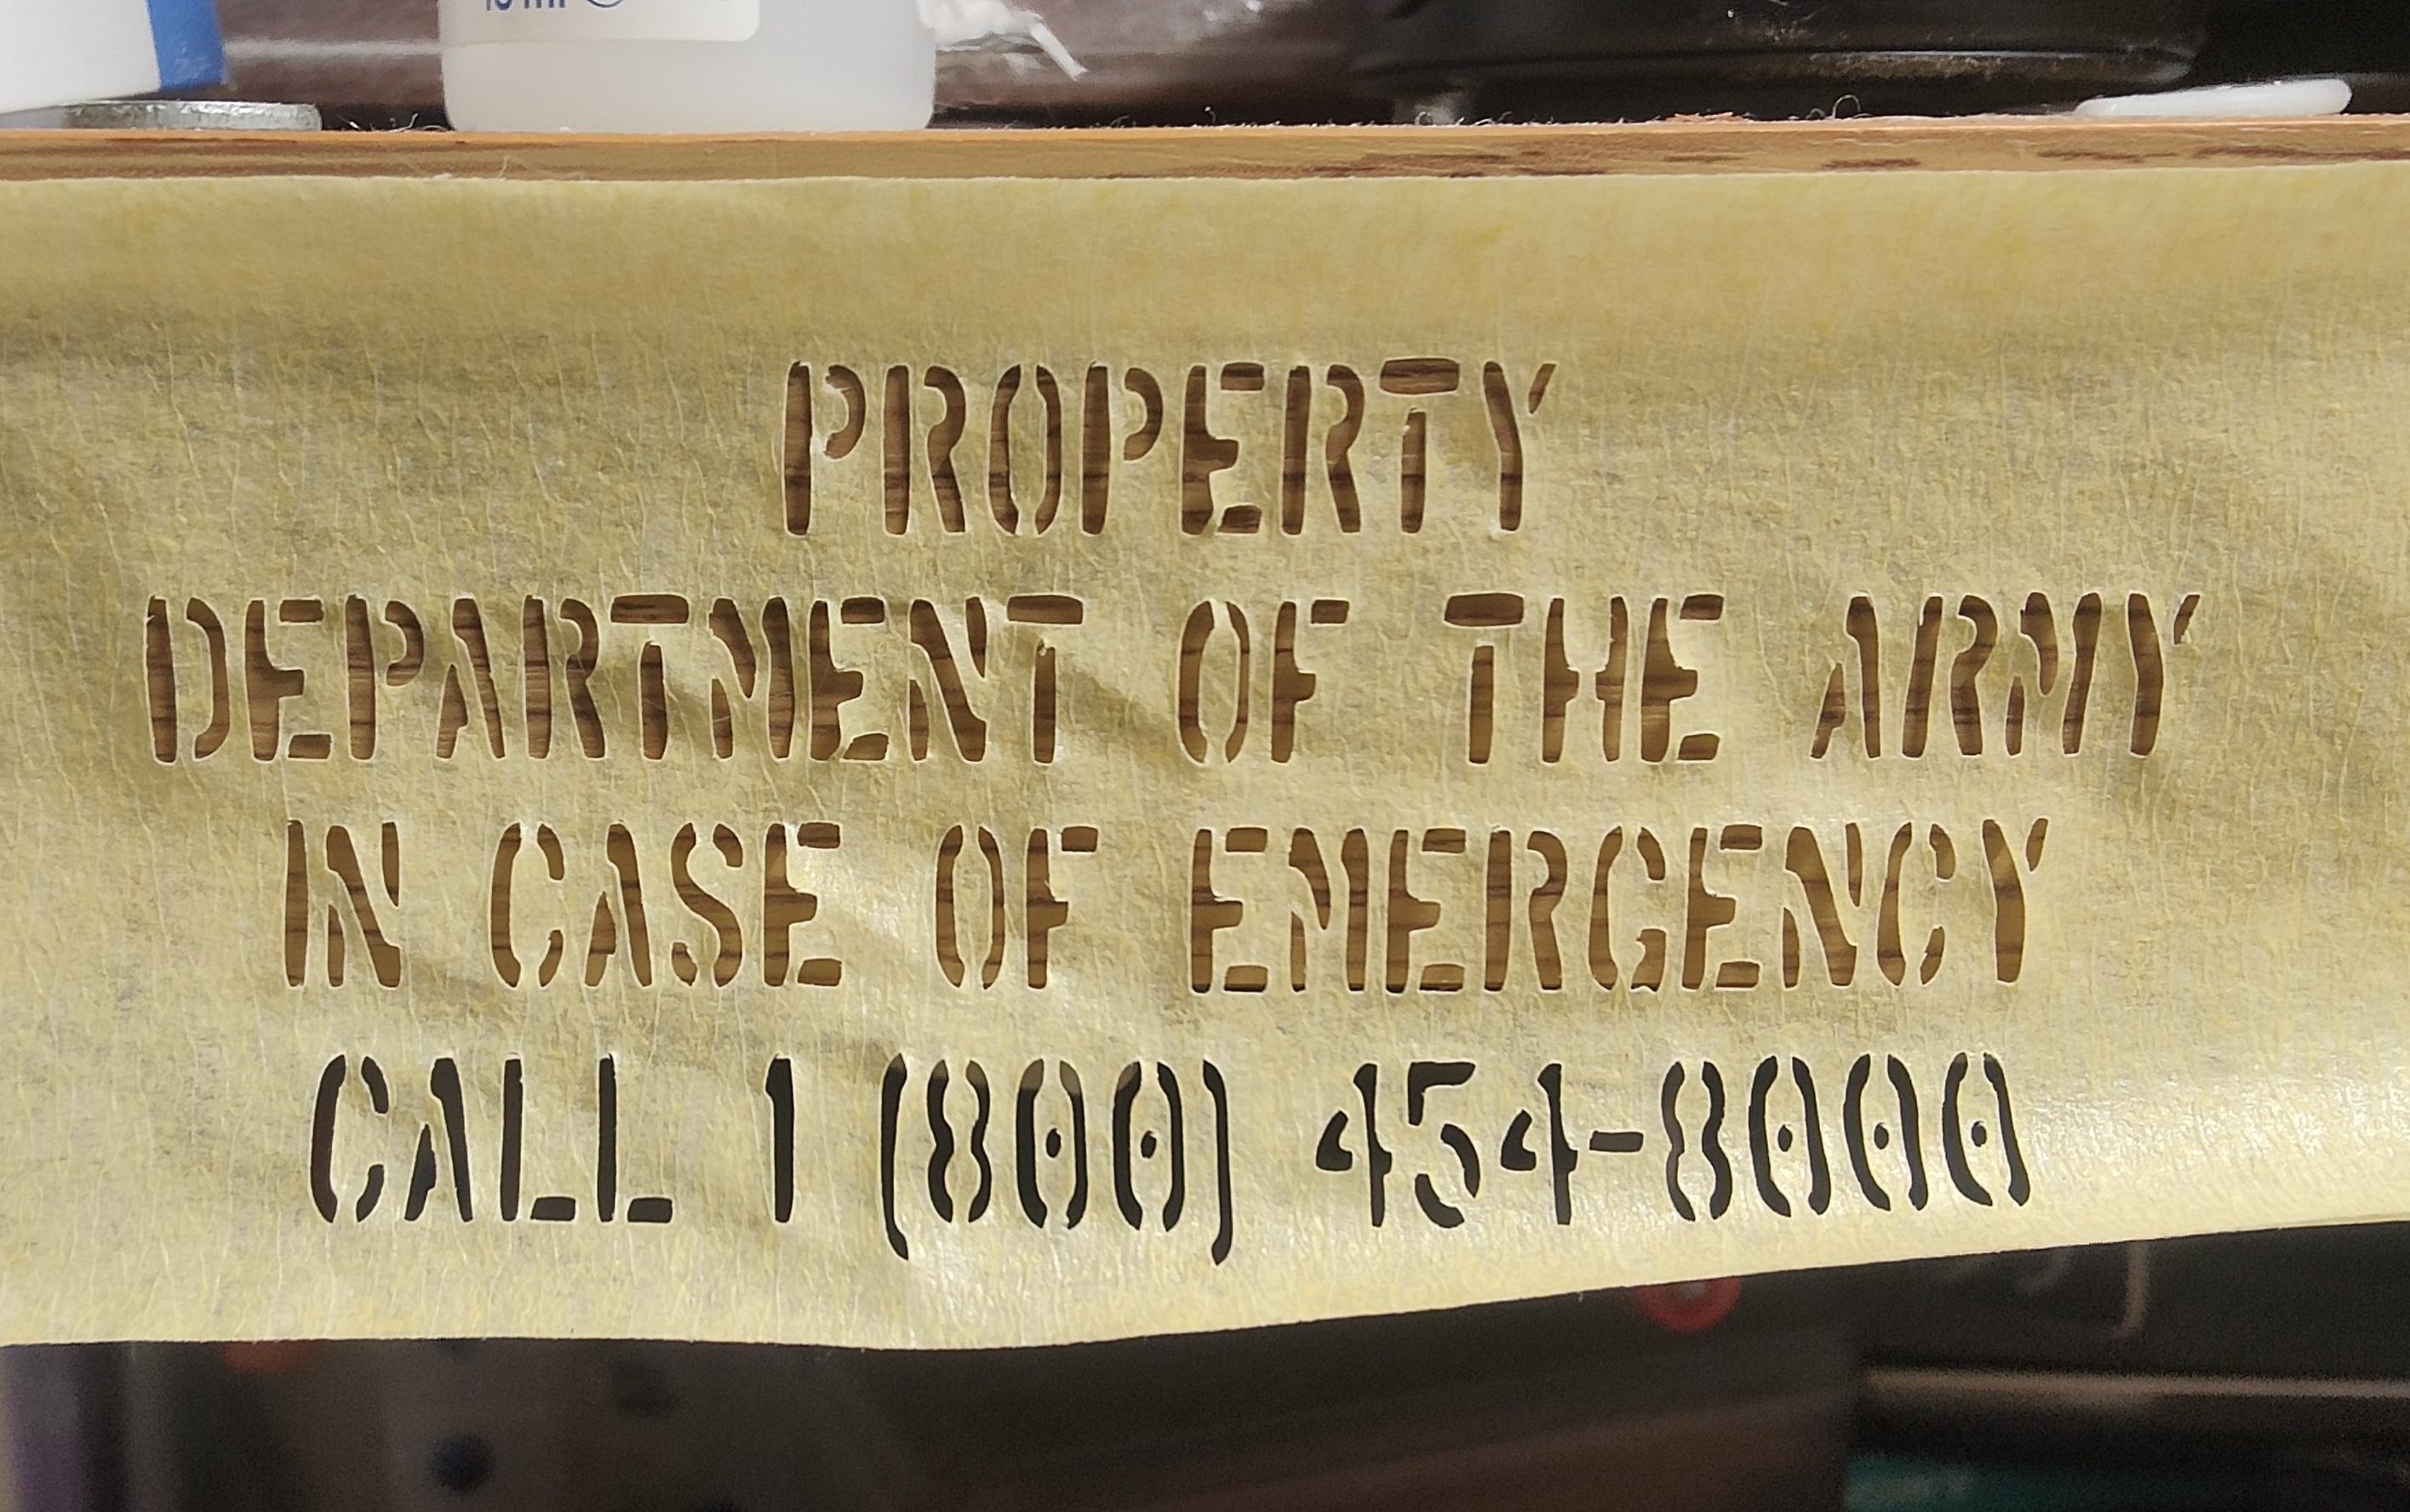 PROPERTY
DEPARTMENT OF THE ARMY
IN CASE OF EMERGENCY
CALL 1 (800) 454-8000